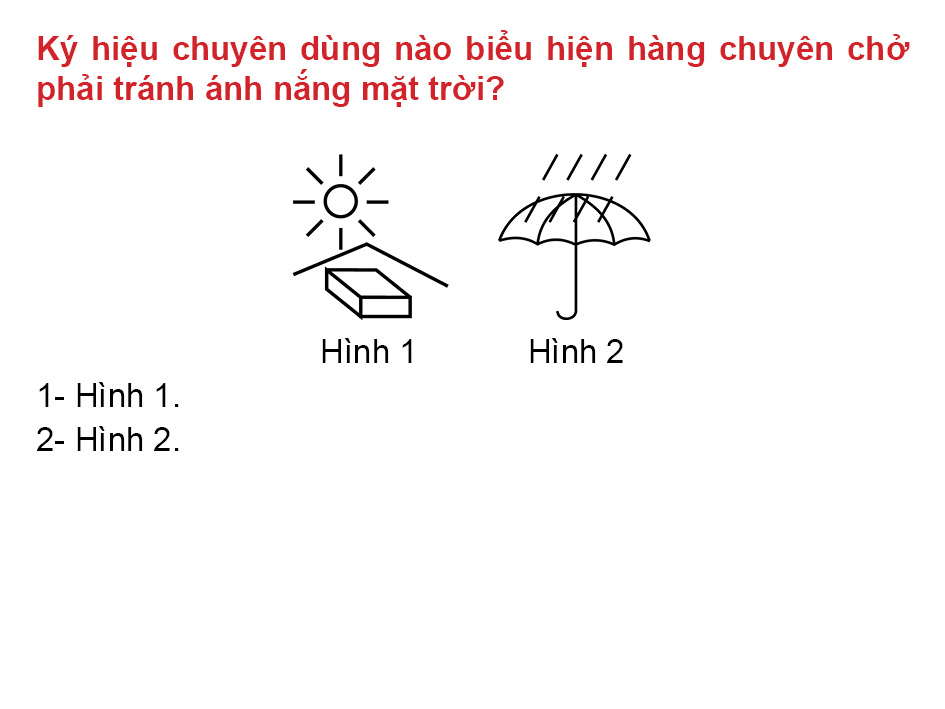 Ký hiệu chuyên dùng nào biểu hiện hàng chuyên chở
phải tránh ánh nắng mặt trời?
Hình 1 Hình 2
1- Hình 1.
2- Hình 2.